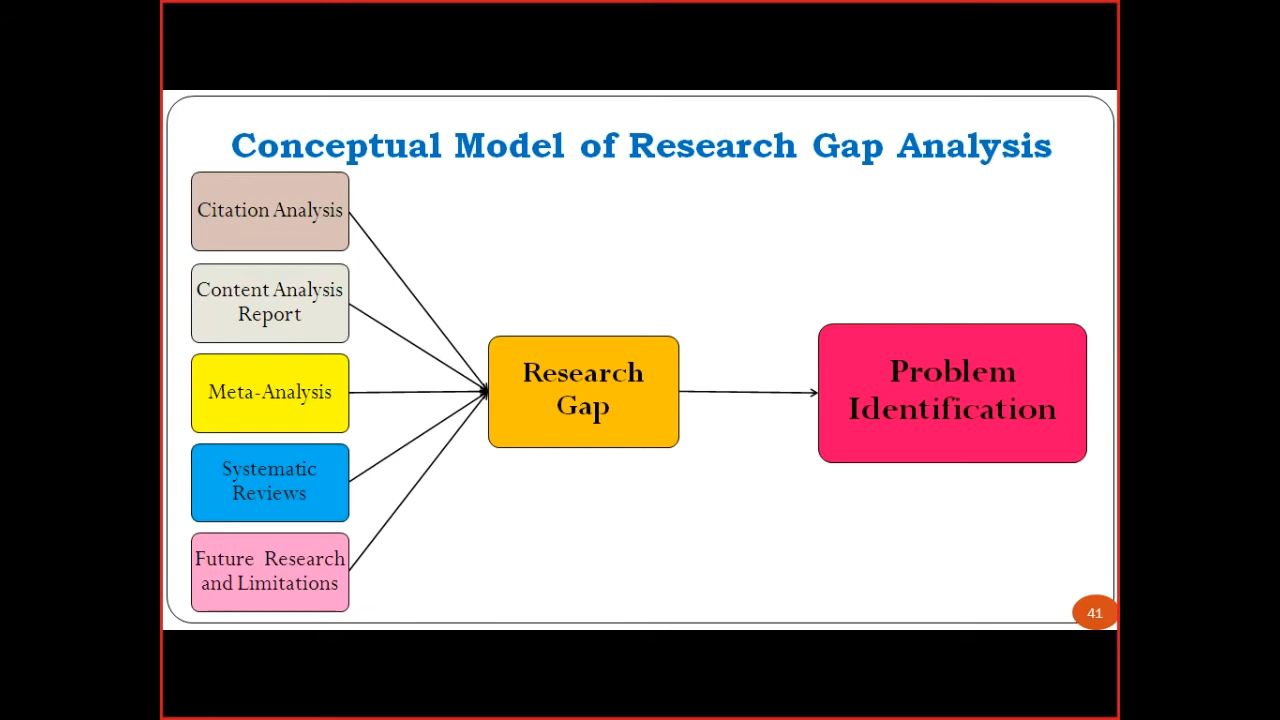 Conceptual Model of Research Gap Analysis
Citation Analysis
Content Analysis
Report
Meta-Analysis
Systematic
Reviews
Future Research
and Limitations
Research
Gap
Problem
Identification
41